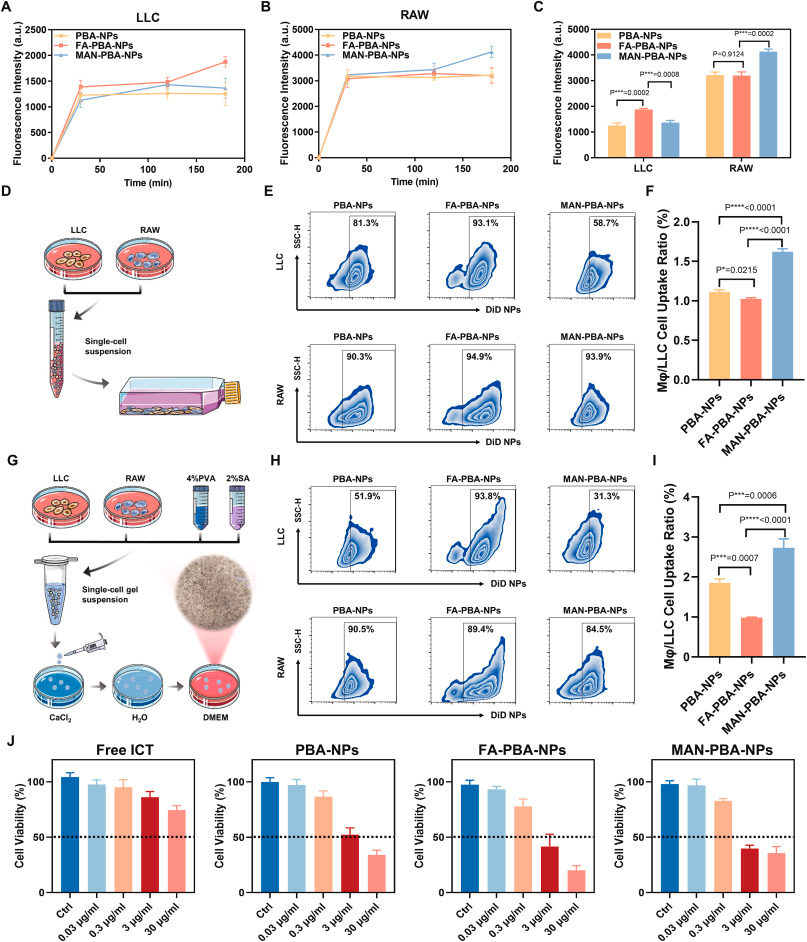 A
LLC
PBA-NPs
FA-PBA-NPs
MAN-PBA-NPs
Fluorescence Intensity (a.u.)
2500
2000
1500
1000
500
0
0 50 100 150 200
Time (min)
B
RAW
PBA-NPs
FA-PBA-NPs
MAN-PBA-NPs
Fluorescence Intensity (a.u.)
5000
4000
3000
2000
1000
0
0 50 100 150 200
Time (min)
C
PBA-NPs
FA-PBA-NPs
MAN-PBA-NPs
Fluorescence Intensity (a.u.)
5000
4000
3000
2000
1000
0
P***=0.0002
P***=0.0008
P=0.9124
P***=0.0002
LLC RAW
D
LLC RAW
Single-cell
suspension
E
PBA-NPs FA-PBA-NPs MAN-PBA-NPs
81.3% 93.1% 58.7%
SSC-H
LLC
DiD NPs
PBA-NPs FA-PBA-NPs MAN-PBA-NPs
90.3% 94.9% 93.9%
SSC-H
RAW
DiD NPs
F
Mφ/LLC Cell Uptake Ratio (%)
2.0
1.5
1.0
0.5
0.0
P****<0.0001
P****<0.0001
P*=0.0215
PBA-NPs
FA-PBA-NPs
MAN-PBA-NPs
G
LLC RAW 4%PVA 2%SA
Single-cell gel
suspension
CaCl₂ H₂O DMEM
H
PBA-NPs FA-PBA-NPs MAN-PBA-NPs
51.9% 93.8% 31.3%
SSC-H
LLC
DiD NPs
PBA-NPs FA-PBA-NPs MAN-PBA-NPs
90.5% 89.4% 84.5%
SSC-H
RAW
DiD NPs
I
Mφ/LLC Cell Uptake Ratio (%)
4
3
2
1
0
P***=0.0006
P****<0.0001
P***=0.0007
PBA-NPs
FA-PBA-NPs
MAN-PBA-NPs
J
Free ICT
Cell Viability (%)
100
50
0
Ctrl
0.03 μg/ml
0.3 μg/ml
3 μg/ml
30 μg/ml
PBA-NPs
Cell Viability (%)
100
50
0
Ctrl
0.03 μg/ml
0.3 μg/ml
3 μg/ml
30 μg/ml
FA-PBA-NPs
Cell Viability (%)
100
50
0
Ctrl
0.03 μg/ml
0.3 μg/ml
3 μg/ml
30 μg/ml
MAN-PBA-NPs
Cell Viability (%)
100
50
0
Ctrl
0.03 μg/ml
0.3 μg/ml
3 μg/ml
30 μg/ml